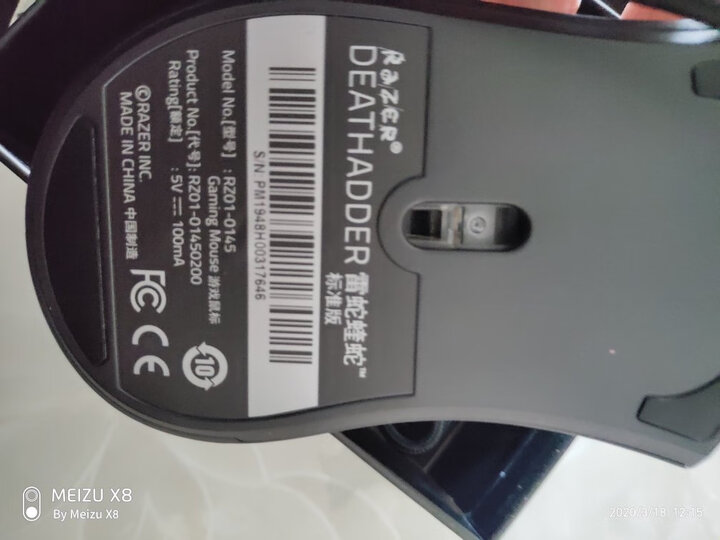 RAZER®
DEATHADDER 雷蛇蝰蛇™
标准版
S/N PM1948H00317646
Model No.[型号] : RZ01-0145
Gaming Mouse 游戏鼠标
Product No.[代号]: RZ01-01450200
Rating[额定] : 5V⎓ 100mA
©RAZER INC.
MADE IN CHINA 中国制造
FC CE
10
MEIZU X8
By Meizu X8
2020/3/18 12:15